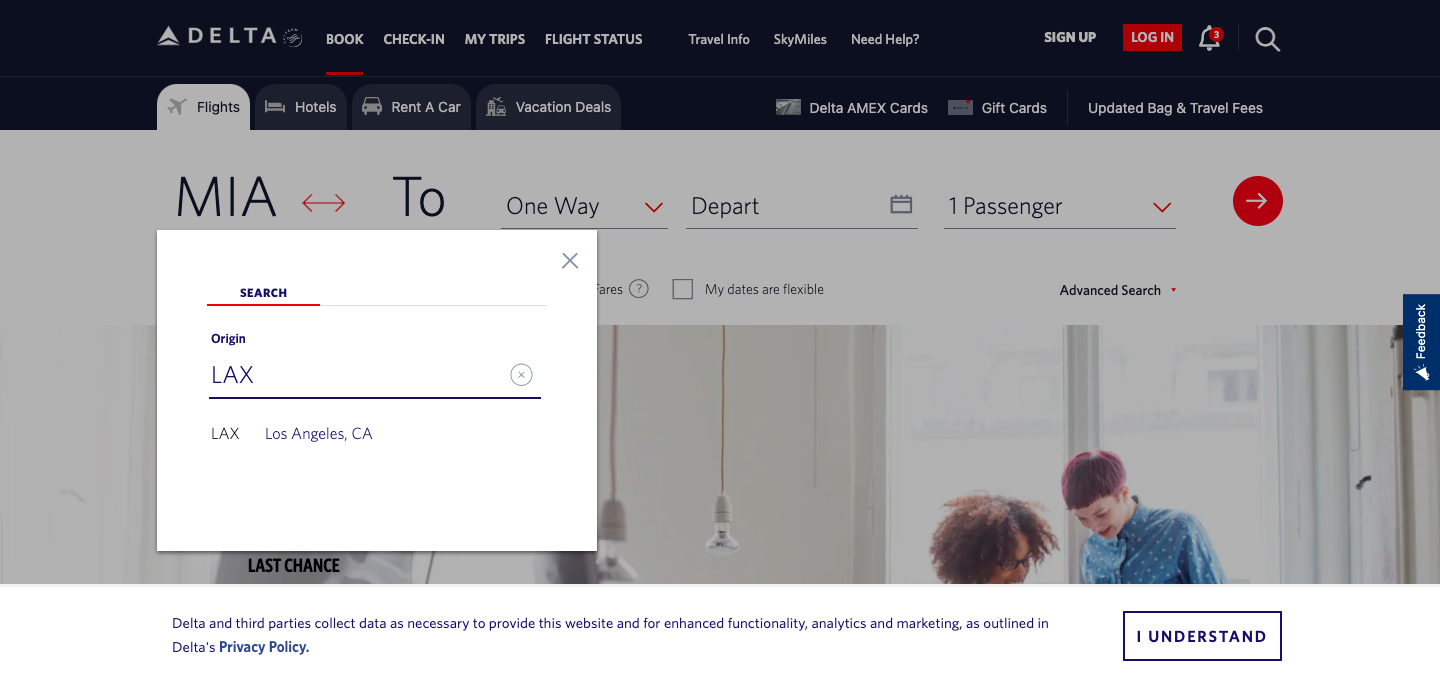 DELTA
BOOK CHECK-IN MY TRIPS FLIGHT STATUS Travel Info SkyMiles Need Help? SIGN UP LOG IN 3
Flights Hotels Rent A Car Vacation Deals Delta AMEX Cards Gift Cards Updated Bag & Travel Fees
MIA To One Way Depart 1 Passenger
SEARCH
Fares ? My dates are flexible Advanced Search
Origin
LAX
LAX Los Angeles, CA
Feedback
LAST CHANCE
Delta and third parties collect data as necessary to provide this website and for enhanced functionality, analytics and marketing, as outlined in
Delta's Privacy Policy.
I UNDERSTAND